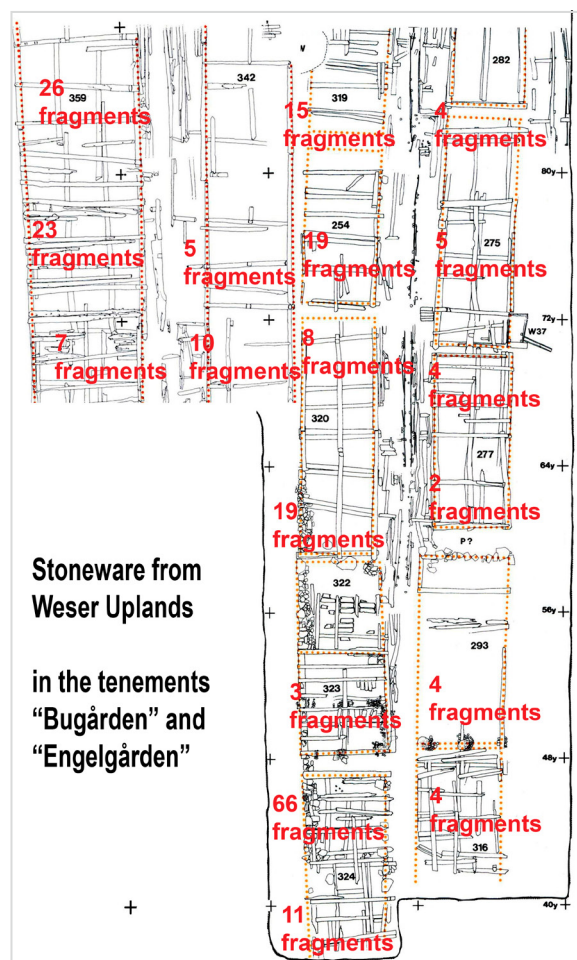 282
342
26
359
fragments
319
15
fragments
4
fragments
80y
254
23
fragments
5
fragments
19
fragments
5
275
fragments
72y
W37
7
fragments
10
fragments
8
fragments
4
fragments
320
277
64y
2
fragments
19
fragments
P?
Stoneware from
Weser Uplands
322
56y
293
in the tenements
"Bugården" and
"Engelgården"
3
323
fragments
4
fragments
48y
66
fragments
4
fragments
316
324
11
fragments
40y